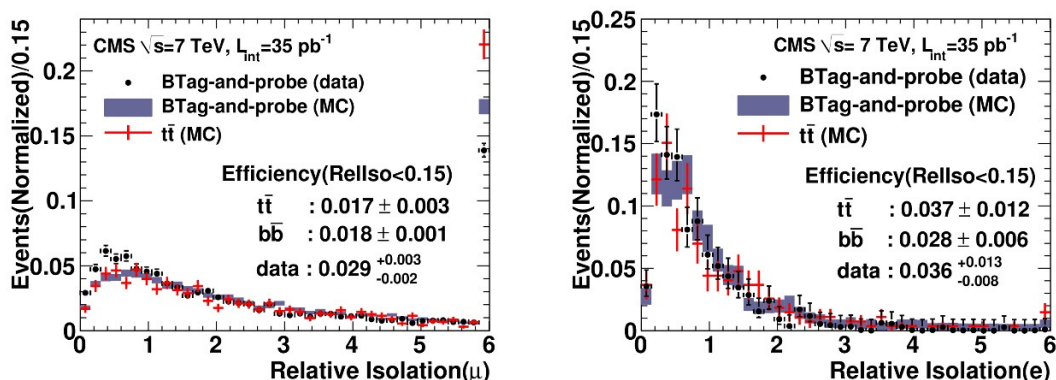 Events(Normalized)/0.15
0.2
0.15
0.1
0.05
0
CMS √s=7 TeV, L_int=35 pb⁻¹
BTag-and-probe (data)
BTag-and-probe (MC)
tt̄ (MC)
Efficiency(RelIso<0.15)
tt̄ : 0.017 ± 0.003
bb̄ : 0.018 ± 0.001
data : 0.029 +0.003 -0.002
0 1 2 3 4 5 6
Relative Isolation(μ)
Events(Normalized)/0.15
0.25
0.2
0.15
0.1
0.05
0
CMS √s= 7 TeV, L_int=35 pb⁻¹
BTag-and-probe (data)
BTag-and-probe (MC)
tt̄ (MC)
Efficiency(RelIso<0.15)
tt̄ : 0.037 ± 0.012
bb̄ : 0.028 ± 0.006
data : 0.036 +0.013 -0.008
0 1 2 3 4 5 6
Relative Isolation(e)